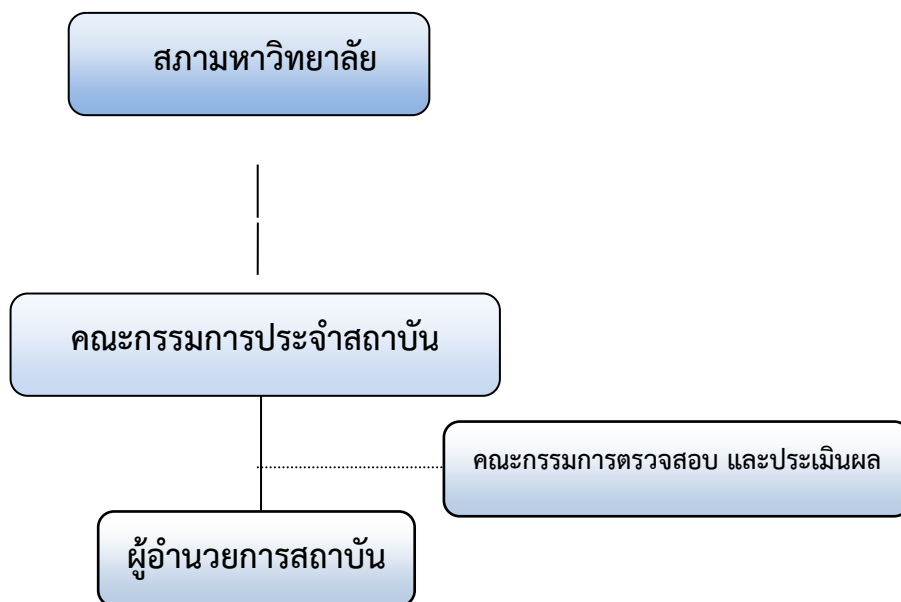 สภามหาวิทยาลัย
คณะกรรมการประจำสถาบัน
คณะกรรมการตรวจสอบ และประเมินผล
ผู้อำนวยการสถาบัน